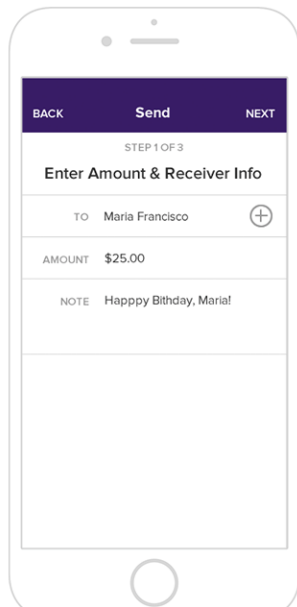 BACK Send NEXT
STEP 1 OF 3
Enter Amount & Receiver Info
TO Maria Francisco
AMOUNT $25.00
NOTE Happpy Bithday, Maria!